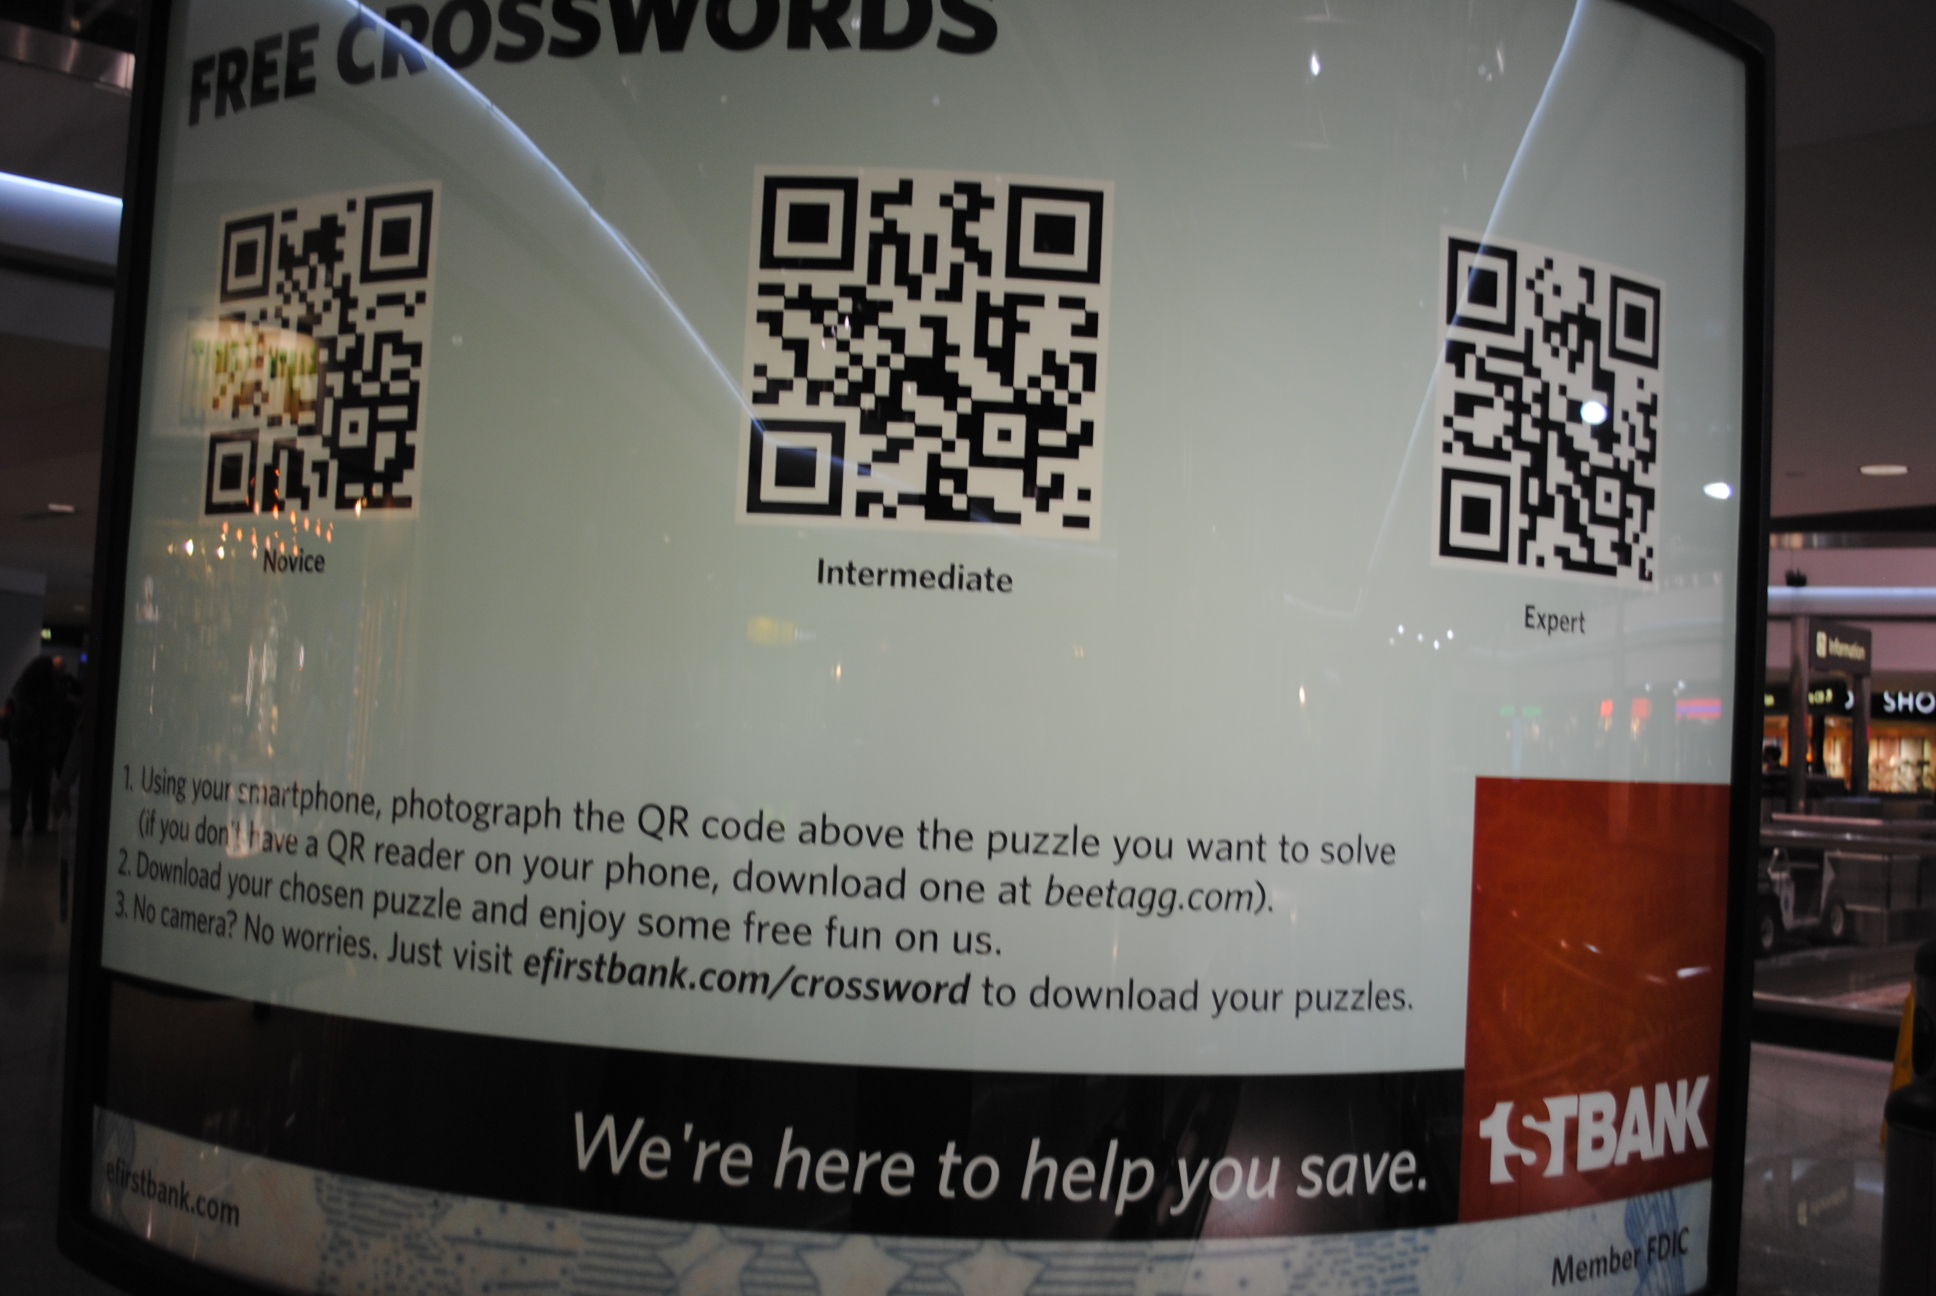 FREE CROSSWORDS
Novice
Intermediate
Expert
1. Using your smartphone, photograph the QR code above the puzzle you want to solve
(if you don't have a QR reader on your phone, download one at beetagg.com).
2. Download your chosen puzzle and enjoy some free fun on us.
3. No camera? No worries. Just visit efirstbank.com/crossword to download your puzzles.
We're here to help you save.
1STBANK
efirstbank.com
Member FDIC
Information
SHO